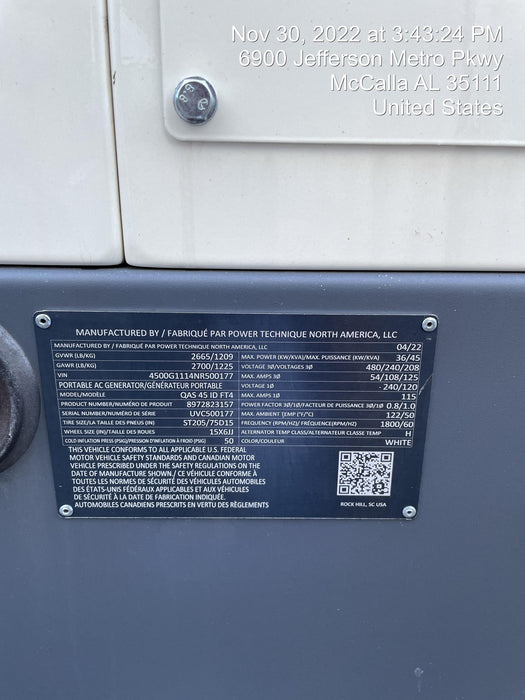 Nov 30, 2022 at 3:43:24 PM
6900 Jefferson Metro Pkwy
McCalla AL 35111
United States
8.8
MANUFACTURED BY / FABRIQUÉ PAR POWER TECHNIQUE NORTH AMERICA, LLC
MANUFACTURED BY / FABRIQUÉ PAR POWER TECHNIQUE NORTH AMERICA, LLC 04/22
GVWR (LB/KG) 2665/1209 MAX. POWER (KW/KVA)/MAX. PUISSANCE (KW/KVA) 36/45
GAWR (LB/KG) 2700/1225 VOLTAGE 3Ø/VOLTAGES 3Ø 480/240/208
VIN 4500G1114NR500177 MAX. AMPS 3Ø 54/108/125
PORTABLE AC GENERATOR/GÉNÉRATEUR PORTABLE VOLTAGE 1Ø 240/120
MODEL/MODÈLE QAS 45 ID FT4 MAX. AMPS 1Ø 115
PRODUCT NUMBER/NUMÉRO DE PRODUIT 8972823157 POWER FACTOR 3Ø/1Ø/FACTEUR DE PUISSANCE 3Ø/1Ø 0.8/1.0
SERIAL NUMBER/NUMÉRO DE SÉRIE UVC500177 MAX. AMBIENT TEMP (°F/°C) 122/50
TIRE SIZE/LA TAILLE DES PNEUS (IN) ST205/75D15 FREQUENCY (RPM/HZ)/ FRÉQUENCE(RPM/HZ) 1800/60
WHEEL SIZE (IN)/TAILLE DES ROUES 15X6JJ ALTERNATOR TEMP CLASS/ALTERNATEUR CLASSE TEMP H
COLD INFLATION PRESS (PSIG)/PRESSION D'INFLATION À FROID (PSIG) 50 COLOR/COULEUR WHITE
THIS VEHICLE CONFORMS TO ALL APPLICABLE U.S. FEDERAL
MOTOR VEHICLE SAFETY STANDARDS AND CANADIAN MOTOR
VEHICLE PRESCRIBED UNDER THE SAFETY REGULATIONS ON THE
DATE OF MANUFACTURE SHOWN./ CE VÉHICULE CONFORME À
TOUTES LES NORMES DE SÉCURITÉ DES VÉHICULES AUTOMOBILES
DES ÉTATS-UNIS FÉDÉRAUX APPLICABLES ET AUX VÉHICULES
DE SÉCURITÉ À LA DATE DE FABRICATION INDIQUÉE.
AUTOMOBILES CANADIENS PRESCRITS EN VERTU DES RÈGLEMENTS
ROCK HILL, SC USA